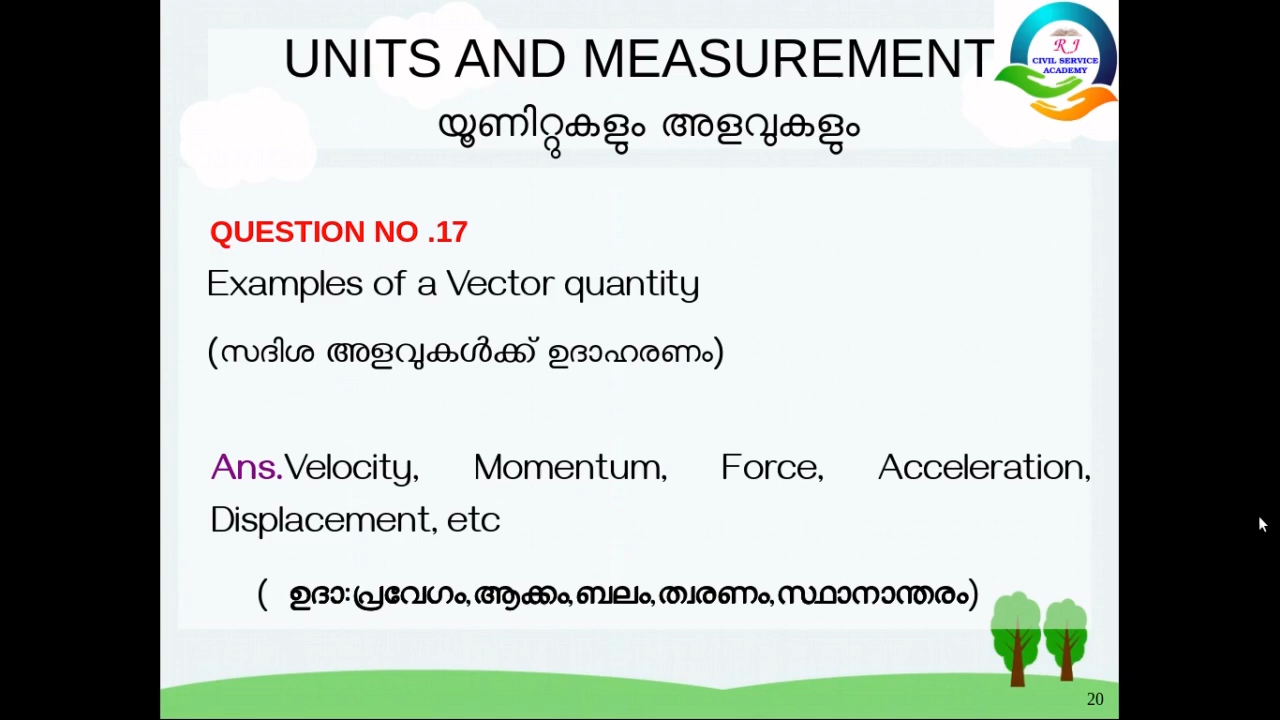 UNITS AND MEASUREMENT
യൂണിറ്റുകളും അളവുകളും
R J
CIVIL SERVICE
ACADEMY
QUESTION NO .17
Examples of a Vector quantity
(സദിശ അളവുകൾക്ക് ഉദാഹരണം)
Ans.Velocity, Momentum, Force, Acceleration,
Displacement, etc
( ഉദാ:പ്രവേഗം,ആക്കം,ബലം,ത്വരണം,സ്ഥാനാന്തരം)
20